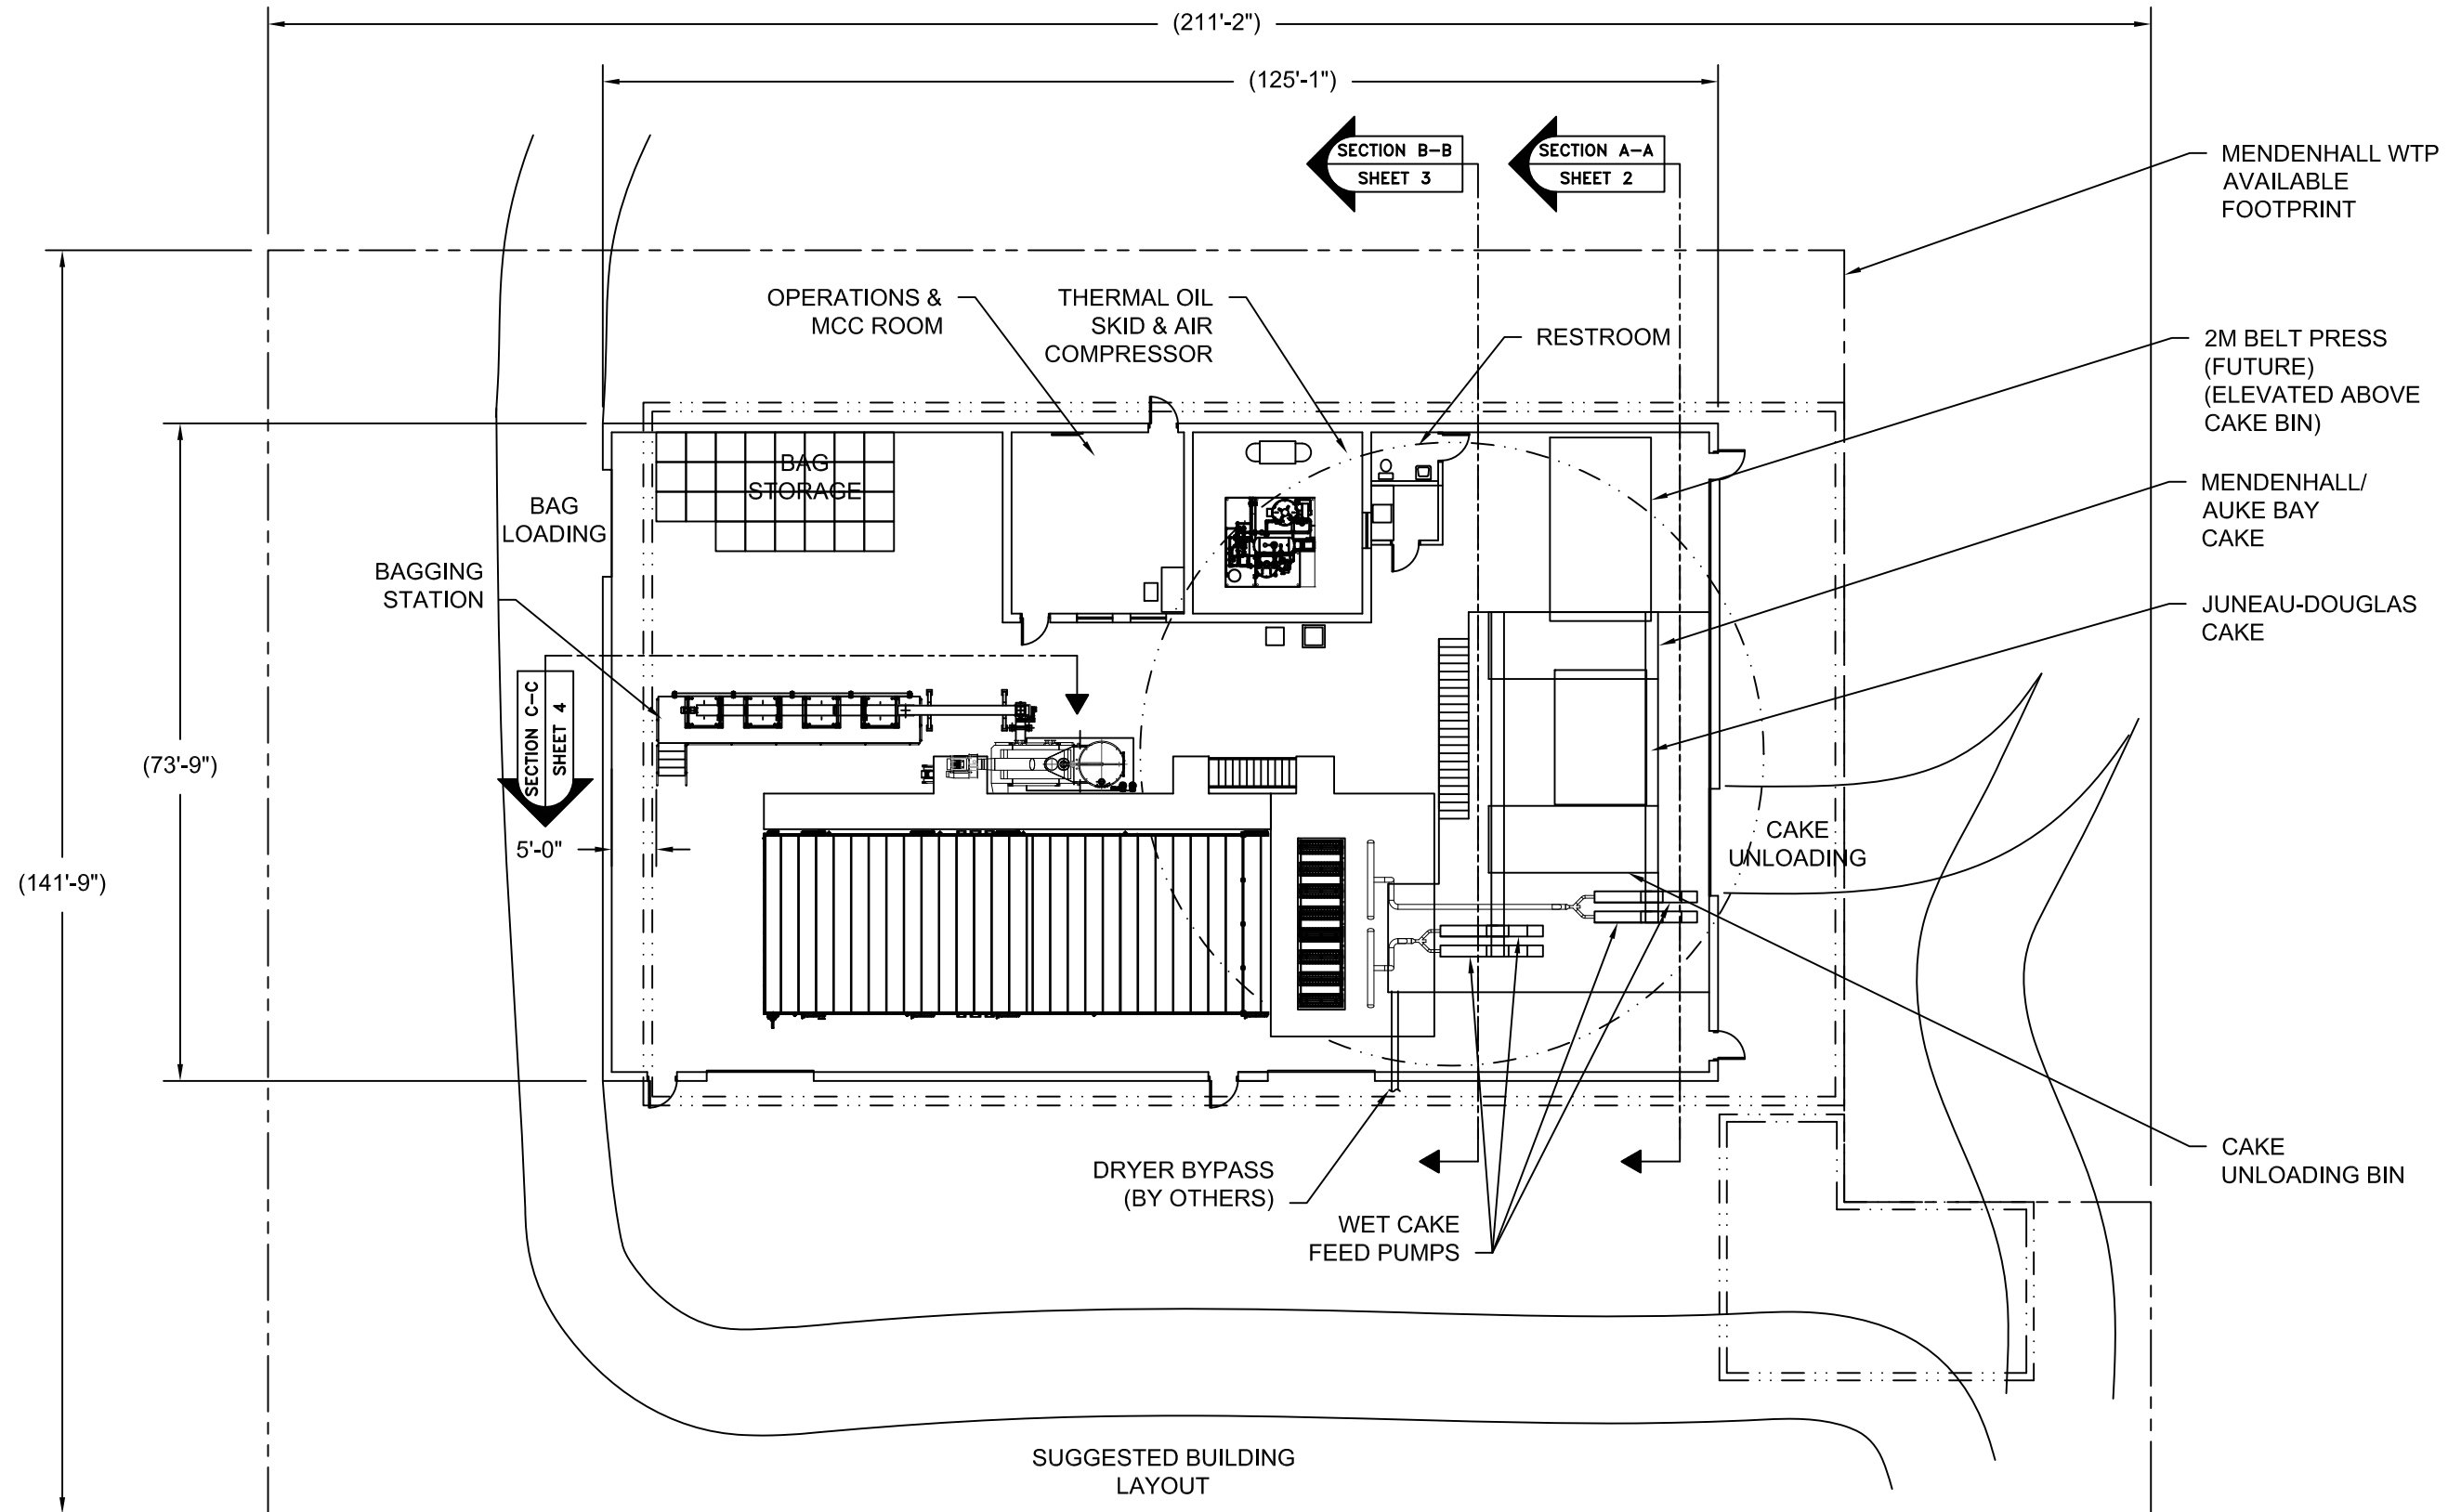 (211'-2")
(125'-1")
SECTION B-B
SHEET 3
SECTION A-A
SHEET 2
MENDENHALL WTP
AVAILABLE
FOOTPRINT
OPERATIONS &
MCC ROOM
THERMAL OIL
SKID & AIR
COMPRESSOR
RESTROOM
2M BELT PRESS
(FUTURE)
(ELEVATED ABOVE
CAKE BIN)
BAG
STORAGE
BAG
LOADING
MENDENHALL/
AUKE BAY
CAKE
BAGGING
STATION
JUNEAU-DOUGLAS
CAKE
SECTION C-C
SHEET 4
(73'-9")
5'-0"
CAKE
UNLOADING
(141'-9")
DRYER BYPASS
(BY OTHERS)
WET CAKE
FEED PUMPS
CAKE
UNLOADING BIN
SUGGESTED BUILDING
LAYOUT